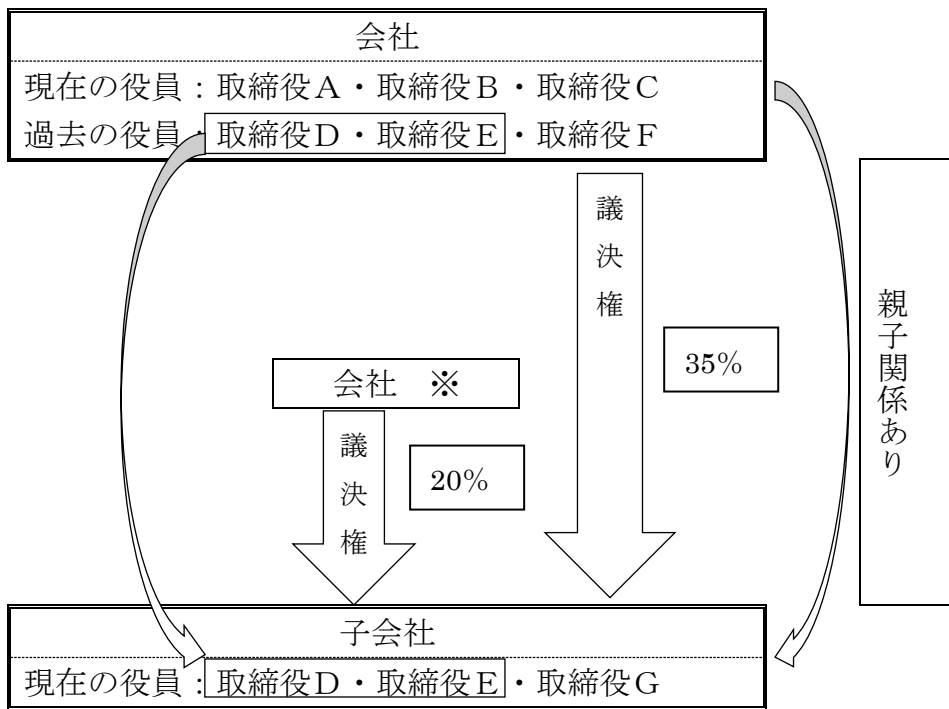 会社
現在の役員：取締役Ａ・取締役Ｂ・取締役Ｃ
過去の役員：取締役Ｄ・取締役Ｅ・取締役Ｆ
議決権
35%
親子関係あり
会社　※
議決権
20%
子会社
現在の役員：取締役Ｄ・取締役Ｅ・取締役Ｇ